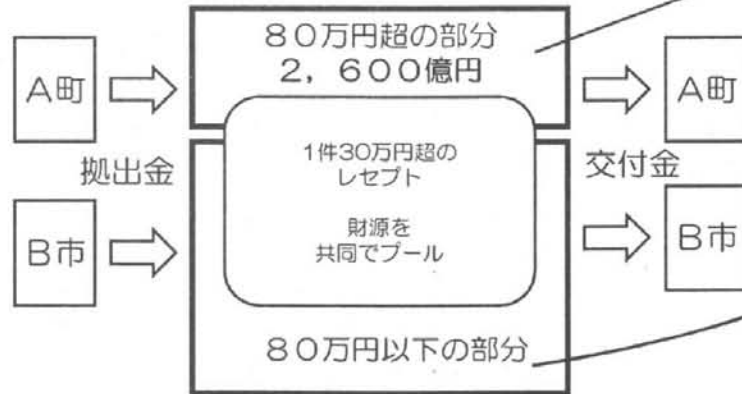 80万円超の部分
2，600億円
A町
A町
1件30万円超の
レセプト
拠出金
交付金
財源を
共同でプール
B市
B市
80万円以下の部分